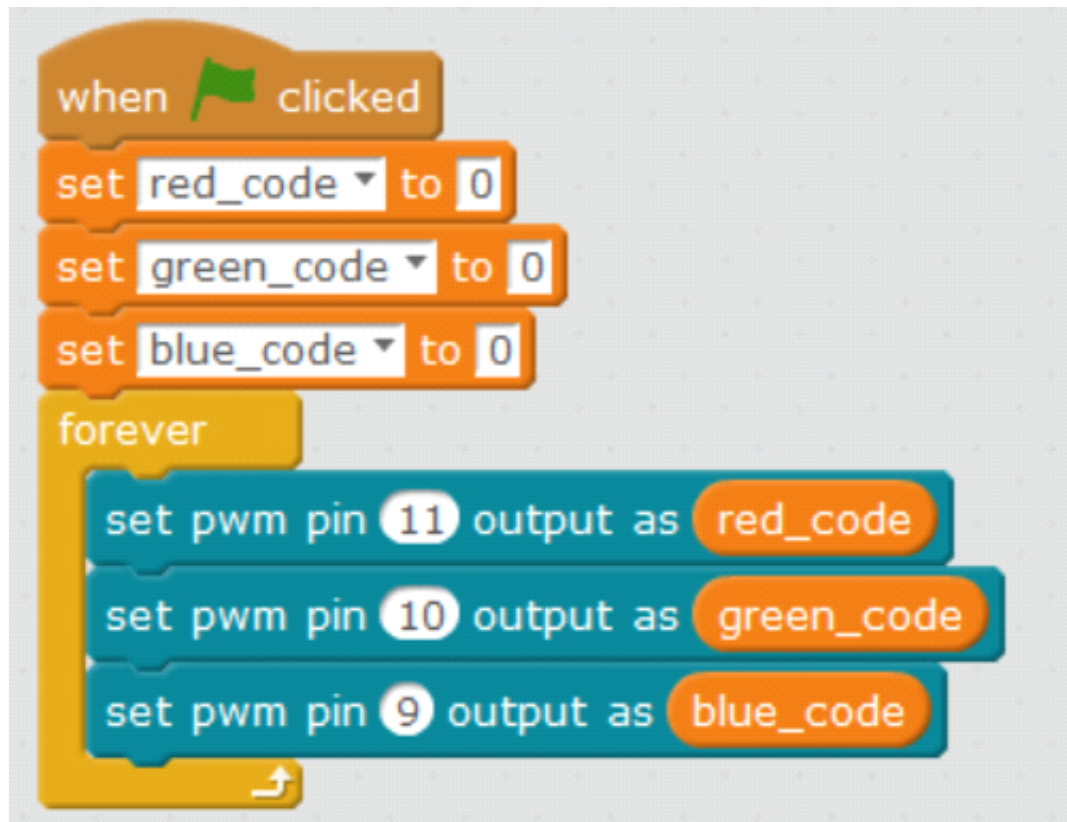 when clicked
set red_code to 0
set green_code to 0
set blue_code to 0
forever
set pwm pin 11 output as red_code
set pwm pin 10 output as green_code
set pwm pin 9 output as blue_code